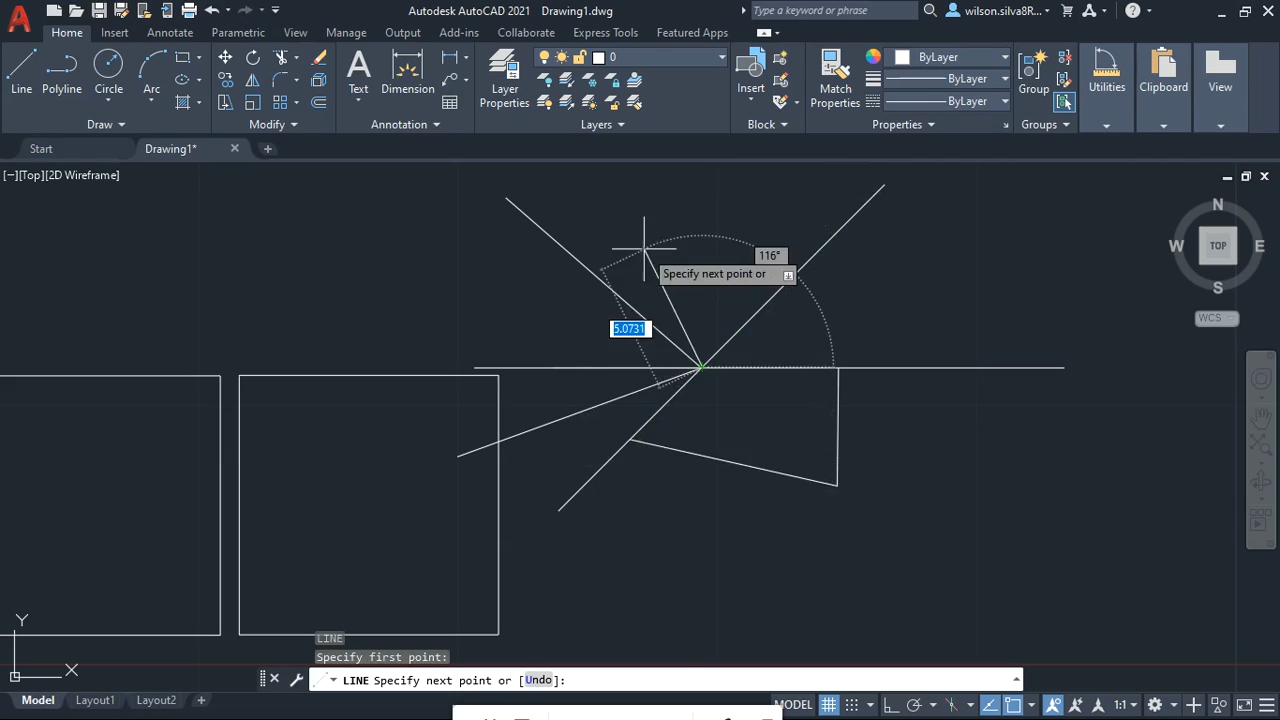 Autodesk AutoCAD 2021 Drawing1.dwg
Type a keyword or phrase
wilson.silva8R...
Home Insert Annotate Parametric View Manage Output Add-ins Collaborate Express Tools Featured Apps
Line Polyline Circle Arc
Text Dimension
Layer Properties
0
Insert
Match Properties
ByLayer
ByLayer
ByLayer
Group
Utilities
Clipboard
View
Draw Modify Annotation Layers Block Properties Groups
Start Drawing1*
[−][Top][2D Wireframe]
N
W TOP E
S
WCS
116°
Specify next point or
5.0731
Y
X
LINE
Specify first point:
LINE Specify next point or [Undo]:
Model Layout1 Layout2
MODEL
1:1